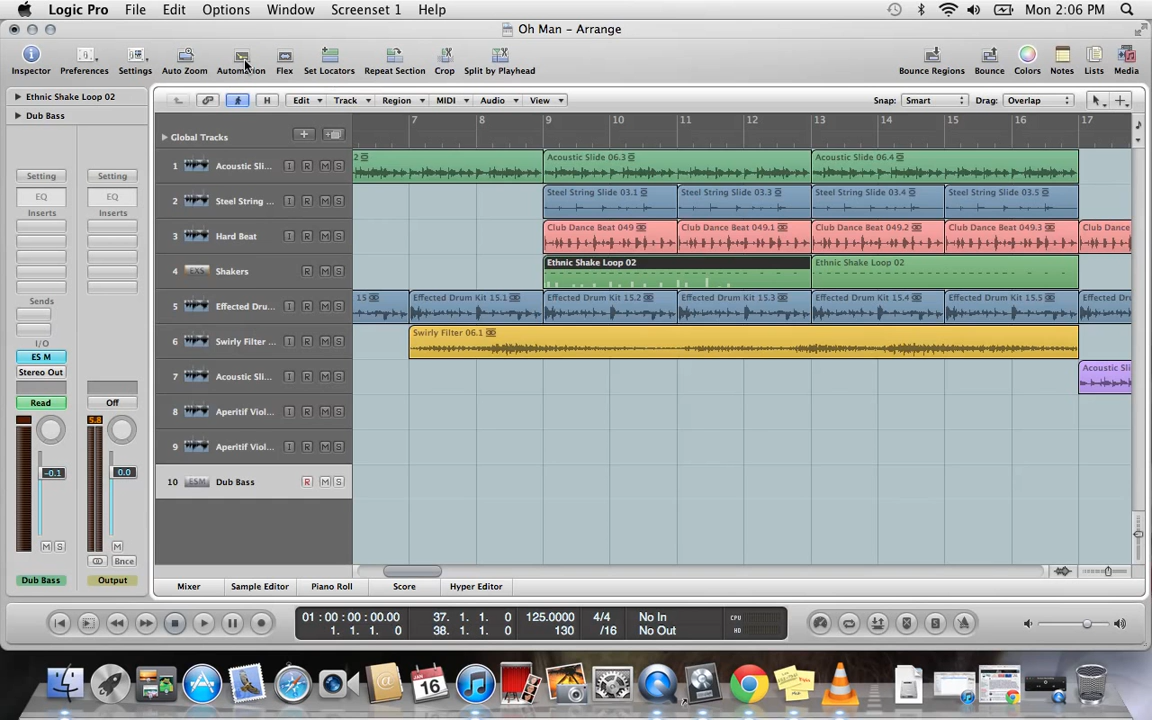 Logic Pro File Edit Options Window Screenset 1 Help Mon 2:06 PM
Oh Man – Arrange
Inspector Preferences Settings Auto Zoom Automation Flex Set Locators Repeat Section Crop Split by Playhead Bounce Regions Bounce Colors Notes Lists Media
Ethnic Shake Loop 02
Dub Bass
H Edit Track Region MIDI Audio View Snap: Smart Drag: Overlap
Global Tracks 7 8 9 10 11 12 13 14 15 16 17
1 Acoustic Sli... I R M S 2 Acoustic Slide 06.3 Acoustic Slide 06.4
2 Steel String ... I R M S Steel String Slide 03.1 Steel String Slide 03.3 Steel String Slide 03.4 Steel String Slide 03.5
3 Hard Beat I R M S Club Dance Beat 049 Club Dance Beat 049.1 Club Dance Beat 049.2 Club Dance Beat 049.3 Club Dance
4 EXS Shakers M S Ethnic Shake Loop 02 Ethnic Shake Loop 02
5 Effected Dru... I R M S 15 Effected Drum Kit 15.1 Effected Drum Kit 15.2 Effected Drum Kit 15.3 Effected Drum Kit 15.4 Effected Drum Kit 15.5 Effected Dr
6 Swirly Filter ... I R M S Swirly Filter 06.1
7 Acoustic Sli... I R M S Acoustic Sli
8 Aperitif Viol... I R M S
9 Aperitif Viol... I R M S
10 ESM Dub Bass R M S
Setting Setting
EQ EQ
Inserts Inserts
Sends
I/O
ES M
Stereo Out
Read Off
5.8
-0.1 0.0
M S M
Bnce
Dub Bass Output
Mixer Sample Editor Piano Roll Score Hyper Editor
01 : 00 : 00 : 00.00 37. 1. 1. 0 125.0000 4/4 No In CPU
1. 1. 1. 0 38. 1. 1. 0 130 /16 No Out HD
S
JAN
16